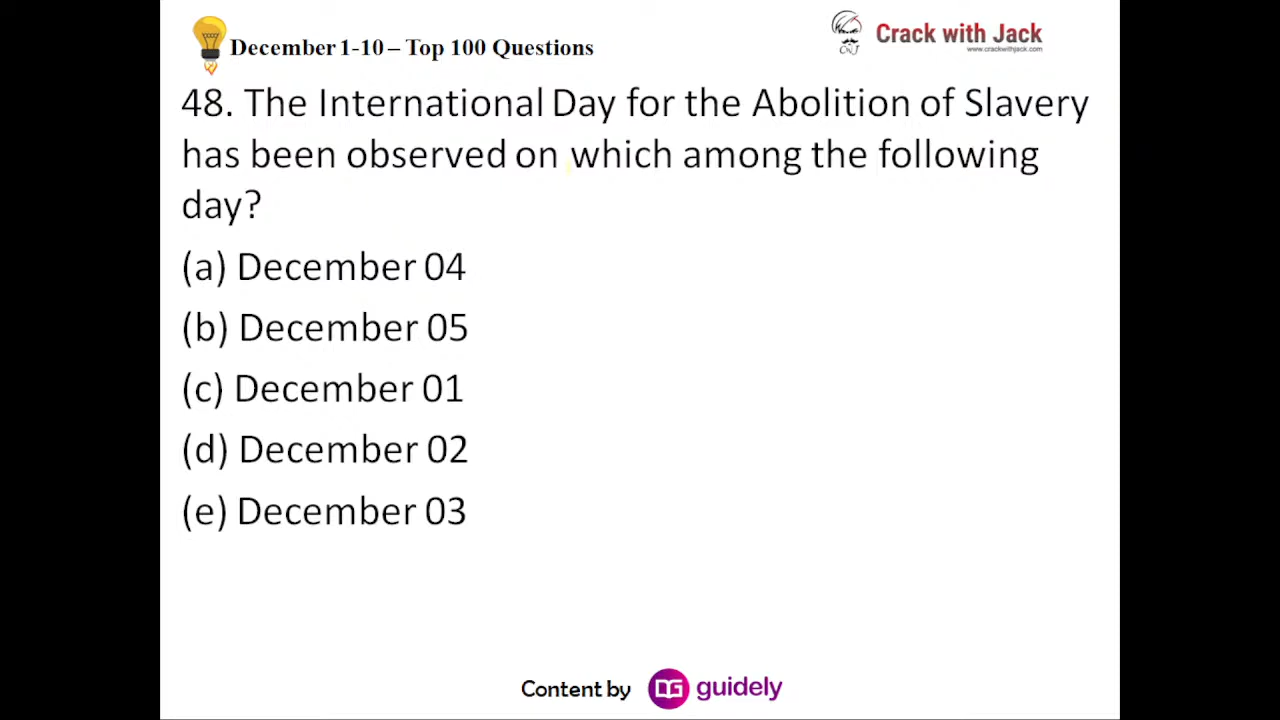 December 1-10 – Top 100 Questions
Crack with Jack
www.crackwithjack.com
CWJ
48. The International Day for the Abolition of Slavery
has been observed on which among the following
day?
(a) December 04
(b) December 05
(c) December 01
(d) December 02
(e) December 03
Content by
DG guidely